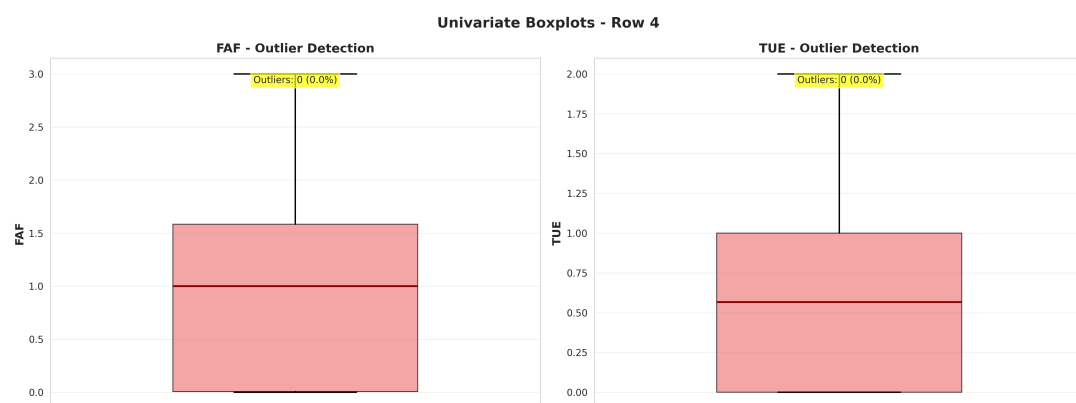 Univariate Boxplots - Row 4
FAF - Outlier Detection
3.0
2.5
2.0
1.5
1.0
0.5
0.0
FAF
Outliers: 0 (0.0%)
TUE - Outlier Detection
2.00
1.75
1.50
1.25
1.00
0.75
0.50
0.25
0.00
TUE
Outliers: 0 (0.0%)